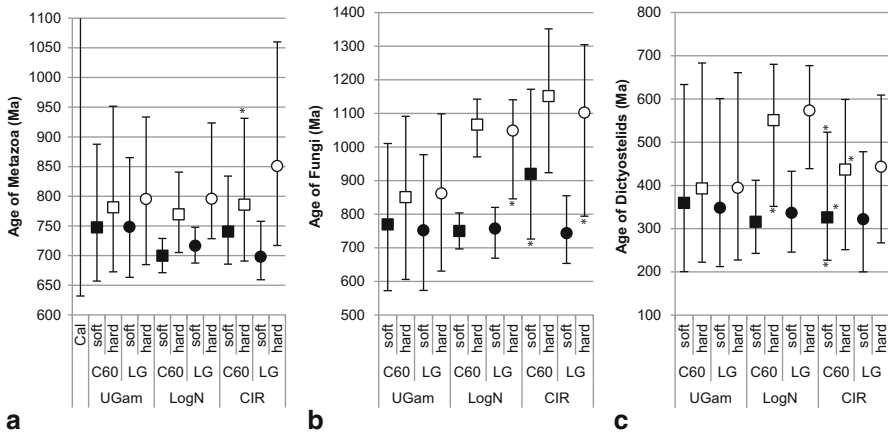 Age of Metazoa (Ma)
1100
1050
1000
950
900
850
800
750
700
650
600
*
Cal
soft
hard
soft
hard
soft
hard
soft
hard
soft
hard
soft
hard
C60
LG
C60
LG
C60
LG
UGam
LogN
CIR
a
Age of Fungi (Ma)
1400
1300
1200
1100
1000
900
800
700
600
500
*
*
*
soft
hard
soft
hard
soft
hard
soft
hard
soft
hard
soft
hard
C60
LG
C60
LG
C60
LG
UGam
LogN
CIR
b
Age of Dictyostelids (Ma)
800
700
600
500
400
300
200
100
*
*
*
*
*
soft
hard
soft
hard
soft
hard
soft
hard
soft
hard
soft
hard
C60
LG
C60
LG
C60
LG
UGam
LogN
CIR
c